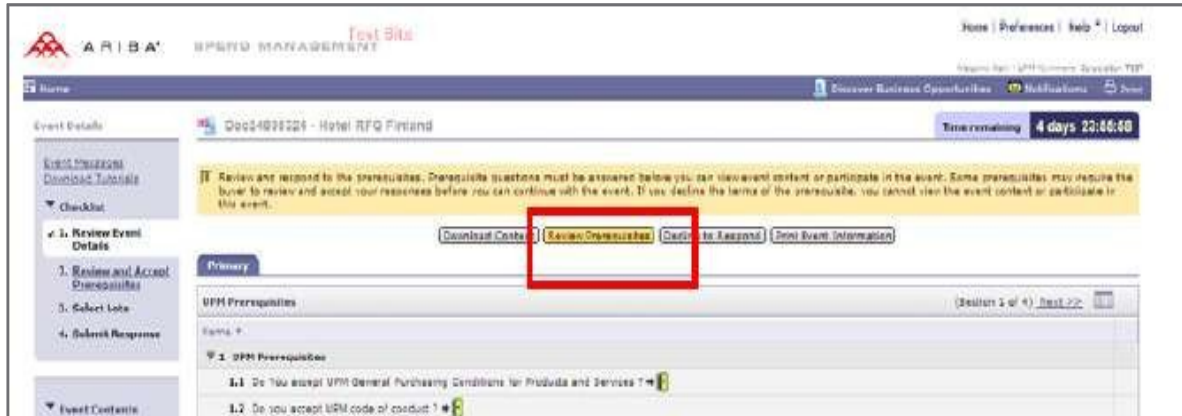 Test Site
ARIBA
SPEND MANAGEMENT
Home | Preferences | Help | Logout
Home
Discover Business Opportunities Notifications Print
Event Details
- Hotel RFQ Finland
Time remaining 4 days 23:
Event Messages
Download Tutorials
Review and respond to the prerequisites. Prerequisite questions must be answered before you can view event content or participate in the event. Some prerequisites may require the
buyer to review and accept your responses before you can continue with the event. If you decline the terms of the prerequisite, you cannot view the event content or participate in
this event.
Checklist
1. Review Event
Details
Download Content Review Prerequisites Decline to Respond Print Event Information
2. Review and Accept
Prerequisites
Primary
3. Select Lots
UPM Prerequisites
(Section 1 of 4) Next >>
4. Submit Response
Name ↑
1 UPM Prerequisites
1.1 Do You accept UPM General Purchasing Conditions for Products and Services ?
Event Contents
1.2 Do you accept UPM code of conduct ?